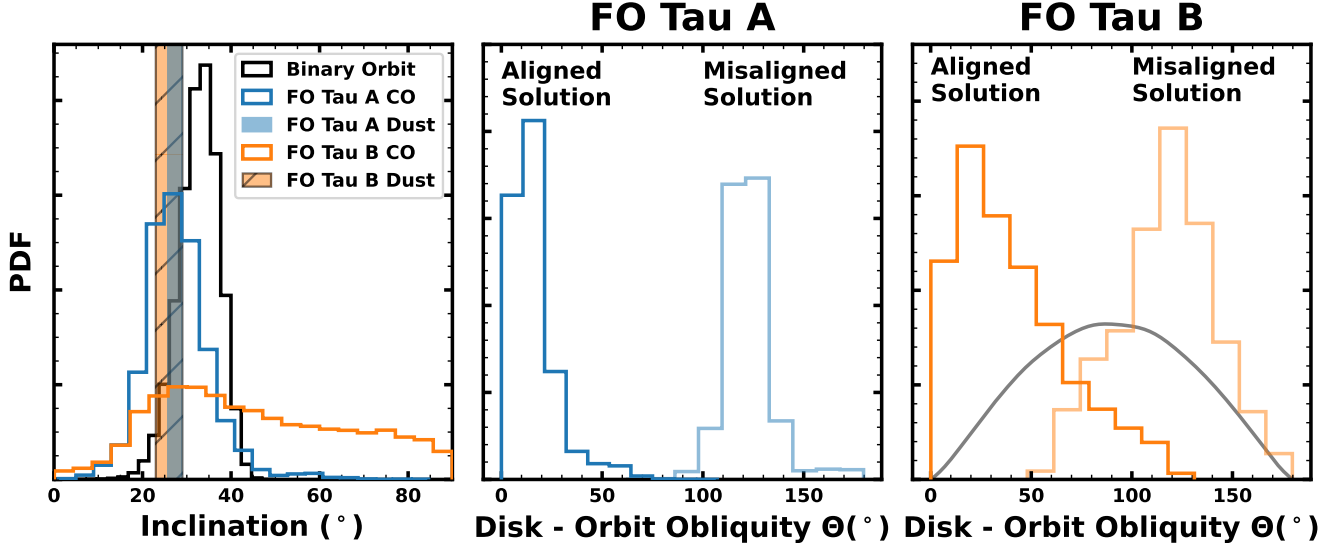 FO Tau A
FO Tau B
PDF
Binary Orbit
FO Tau A CO
FO Tau A Dust
FO Tau B CO
FO Tau B Dust
0
20
40
60
80
Inclination (°)
Aligned
Solution
Misaligned
Solution
0
50
100
150
Disk - Orbit Obliquity Θ(°)
Aligned
Solution
Misaligned
Solution
0
50
100
150
Disk - Orbit Obliquity Θ(°)